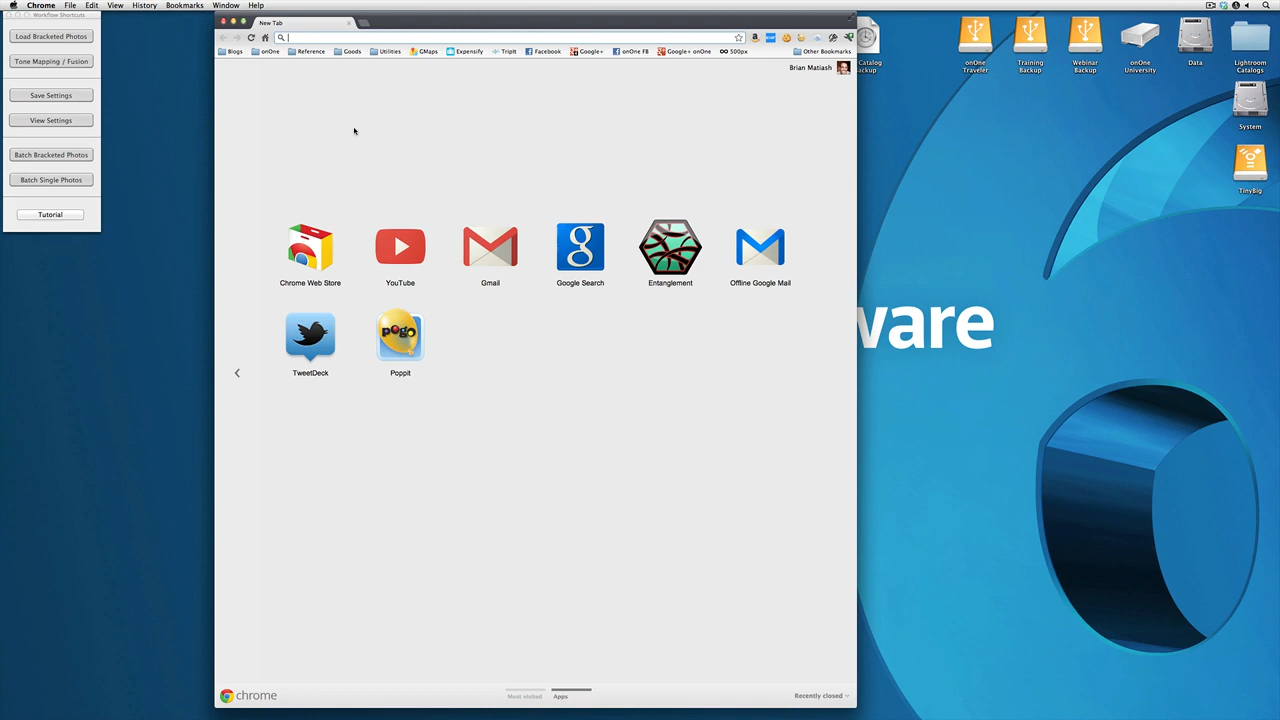 Chrome File Edit View History Bookmarks Window Help
Workflow Shortcuts
Load Bracketed Photos
Tone Mapping / Fusion
Save Settings
View Settings
Batch Bracketed Photos
Batch Single Photos
Tutorial
New Tab
Blogs onOne Reference Goods Utilities GMaps Expensify TripIt Facebook Google+ onOne FB Google+ onOne 500px Other Bookmarks
Brian Matiash
Chrome Web Store YouTube Gmail Google Search Entanglement Offline Google Mail
TweetDeck Poppit
pogo
chrome
Most visited Apps
Recently closed
Catalog
Backup
onOne
Traveler
Training
Backup
Webinar
Backup
onOne
University
Data
Lightroom
Catalogs
System
TinyBig
ware